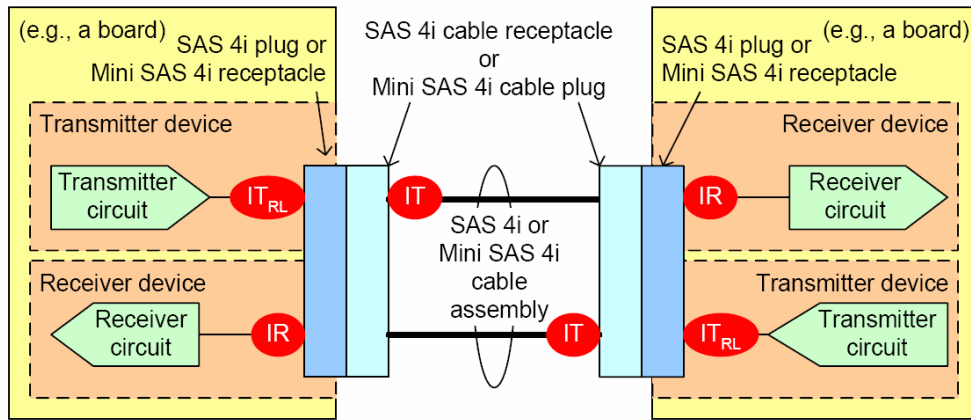 (e.g., a board)
SAS 4i plug or
Mini SAS 4i receptacle
SAS 4i cable receptacle
or
Mini SAS 4i cable plug
SAS 4i plug or
Mini SAS 4i receptacle
(e.g., a board)
Transmitter device
Transmitter
circuit
ITRL
IT
IR
Receiver device
Receiver
circuit
SAS 4i or
Mini SAS 4i
cable
assembly
Receiver device
Receiver
circuit
IR
IT
ITRL
Transmitter device
Transmitter
circuit